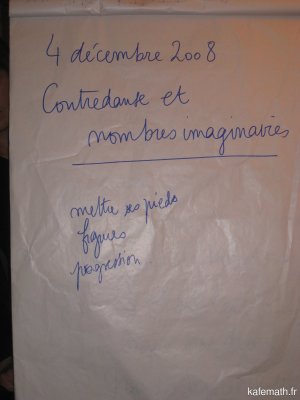 4 décembre 2008
Contredanse et
nombres imaginaires
mettre ses pieds
figures
progression...
kafemath.fr